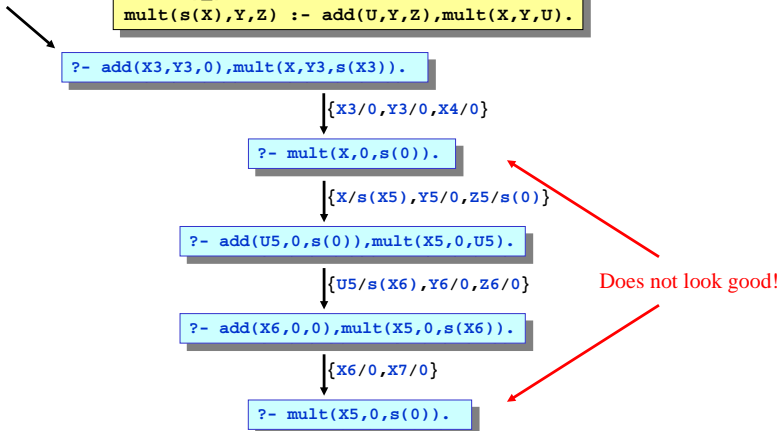 mult(s(X),Y,Z) :- add(U,Y,Z),mult(X,Y,U).
?- add(X3,Y3,0),mult(X,Y3,s(X3)).
{X3/0,Y3/0,X4/0}
?- mult(X,0,s(0)).
{X/s(X5),Y5/0,Z5/s(0)}
?- add(U5,0,s(0)),mult(X5,0,U5).
Does not look good!
{U5/s(X6),Y6/0,Z6/0}
?- add(X6,0,0),mult(X5,0,s(X6)).
{X6/0,X7/0}
?- mult(X5,0,s(0)).